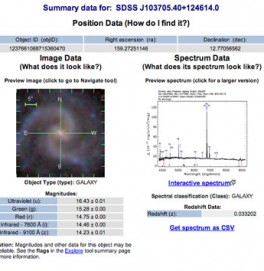 Summary data for: SDSS J103705.40+124614.0
Position Data (How do I find it?)
Object ID (objID):
Right ascension (ra):
Declination (dec):
1237661068715360470
159.27251146
12.77056562
Image Data
(What does it look like?)
Preview image (click to go to Navigate tool)
N
E
Object Type (type): GALAXY
Magnitudes:
Ultraviolet (u): 16.43 ± 0.01
Green (g): 15.28 ± 0.00
Red (r): 14.75 ± 0.00
Infrared - 7600 Å (i): 14.46 ± 0.00
Infrared - 9100 Å (z): 14.23 ± 0.01
Spectrum Data
(What does its spectrum look like?)
Preview spectrum (click for a larger version)
Interactive spectrum
Spectral classification (Class): GALAXY
Redshift Data:
Redshift (z): 0.033202
Get spectrum as CSV
ution: Magnitudes and other data for this object may be
able. See the flags in the Explore tool summary page
more information.